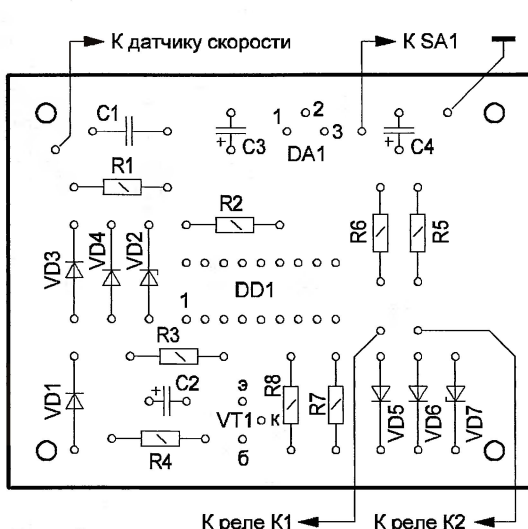 К датчику скорости
К SA1
C1
C3
1
2
3
DA1
C4
R1
R2
R6
R5
VD3
VD4
VD2
DD1
1
R3
VD1
C2
э
VT1
к
б
R4
R8
R7
VD5
VD6
VD7
К реле К1
К реле К2